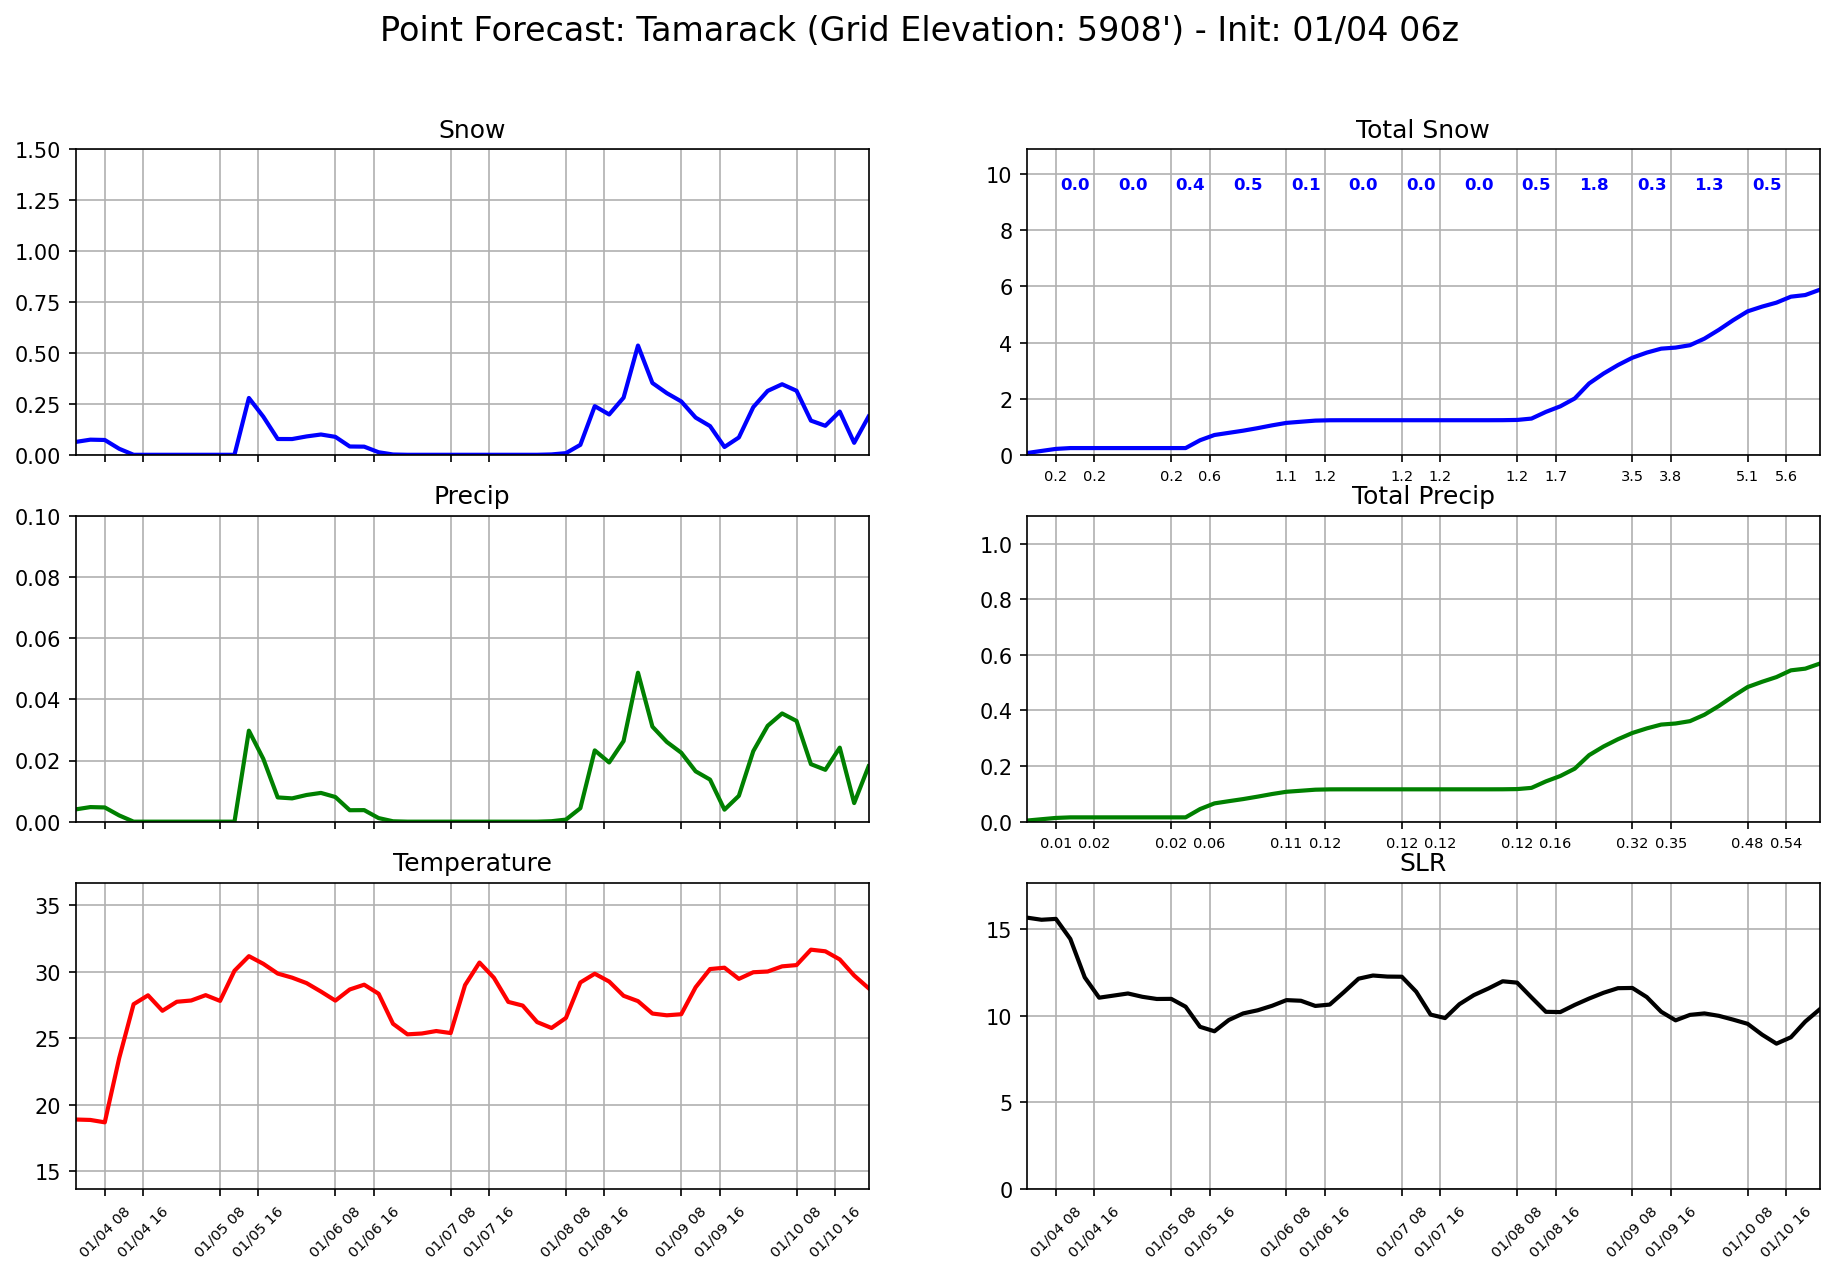 Point Forecast: Tamarack (Grid Elevation: 5908') - Init: 01/04 06z
Snow
1.50
1.25
1.00
0.75
0.50
0.25
0.00
Total Snow
10
8
6
4
2
0
0.0 0.0 0.4 0.5 0.1 0.0 0.0 0.0 0.5 1.8 0.3 1.3 0.5
0.2 0.2 0.2 0.6 1.1 1.2 1.2 1.2 1.2 1.7 3.5 3.8 5.1 5.6
Precip
0.10
0.08
0.06
0.04
0.02
0.00
Total Precip
1.0
0.8
0.6
0.4
0.2
0.0
0.01 0.02 0.02 0.06 0.11 0.12 0.12 0.12 0.12 0.16 0.32 0.35 0.48 0.54
Temperature
35
30
25
20
15
01/04 08 01/04 16 01/05 08 01/05 16 01/06 08 01/06 16 01/07 08 01/07 16 01/08 08 01/08 16 01/09 08 01/09 16 01/10 08 01/10 16
SLR
15
10
5
0
01/04 08 01/04 16 01/05 08 01/05 16 01/06 08 01/06 16 01/07 08 01/07 16 01/08 08 01/08 16 01/09 08 01/09 16 01/10 08 01/10 16